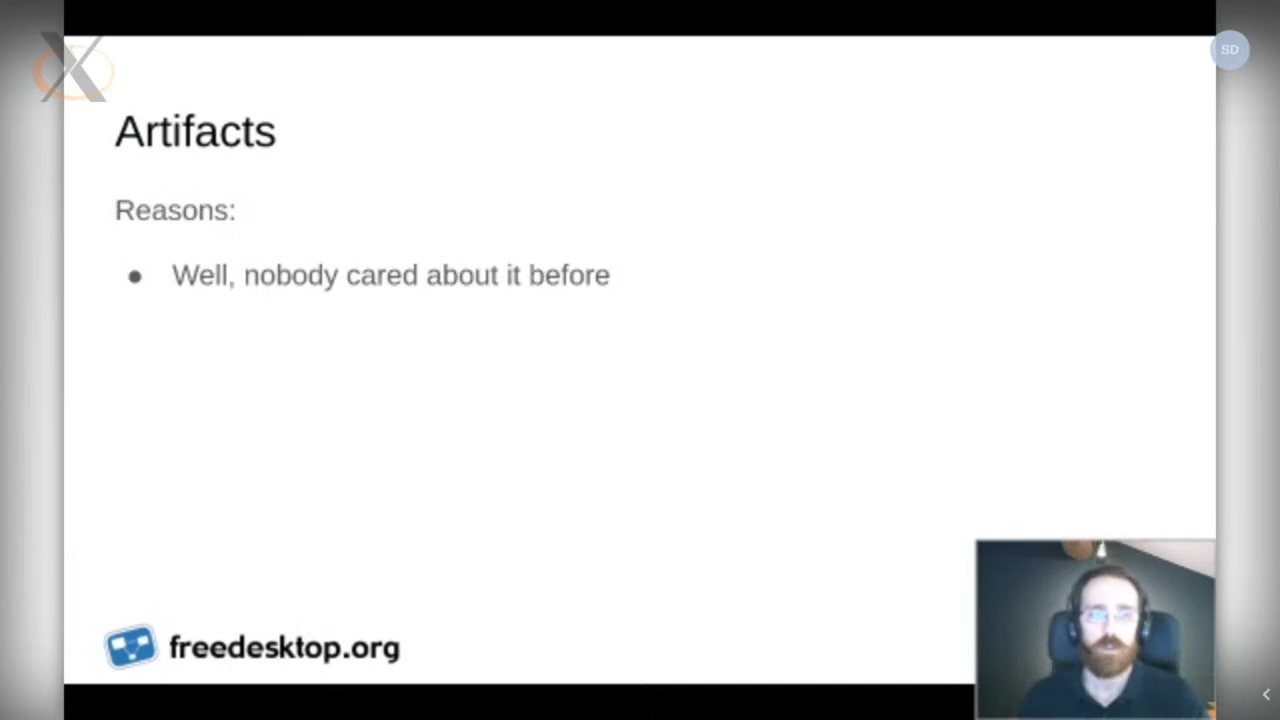 X
SD
Artifacts
Reasons:
● Well, nobody cared about it before
freedesktop.org